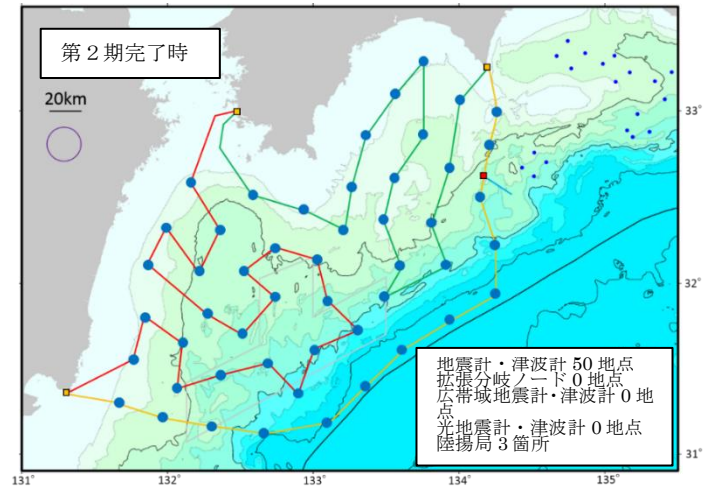 第２期完了時
20km
33°
32°
31°
地震計・津波計 50 地点
拡張分岐ノード 0 地点
広帯域地震計・津波計 0 地
点
光地震計・津波計 0 地点
陸揚局 3 箇所
131°
132°
133°
134°
135°